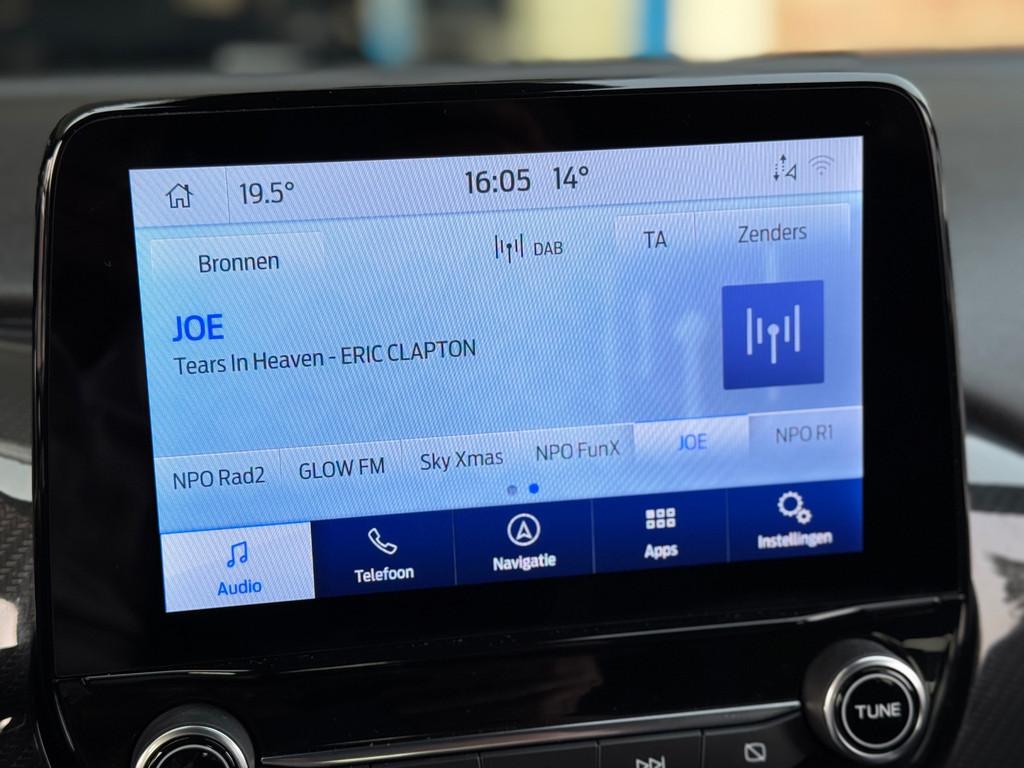 19.5° 16:05 14°
Bronnen DAB TA Zenders
JOE
Tears In Heaven - ERIC CLAPTON
NPO Rad2 GLOW FM Sky Xmas NPO FunX JOE NPO R1
Audio Telefoon Navigatie Apps Instellingen
TUNE